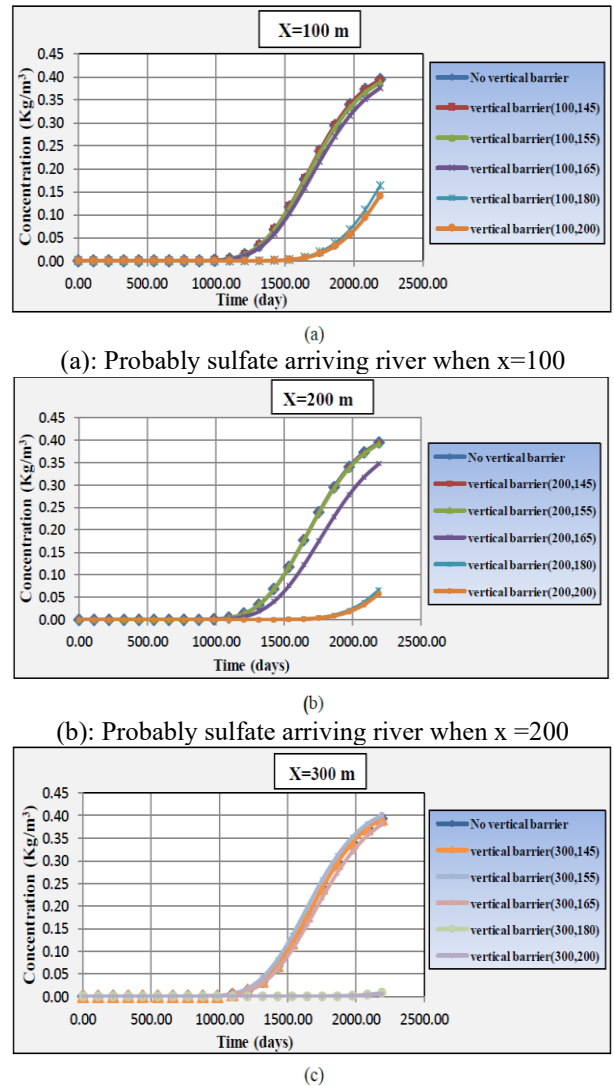 X=100 m
Concentration (Kg/m³)
0.45
0.40
0.35
0.30
0.25
0.20
0.15
0.10
0.05
0.00
0.00 500.00 1000.00 1500.00 2000.00 2500.00
Time (day)
No vertical barrier
vertical barrier(100,145)
vertical barrier(100,155)
vertical barrier(100,165)
vertical barrier(100,180)
vertical barrier(100,200)
(a)
(a): Probably sulfate arriving river when x=100
X=200 m
Concentration (Kg/m³)
0.45
0.40
0.35
0.30
0.25
0.20
0.15
0.10
0.05
0.00
0.00 500.00 1000.00 1500.00 2000.00 2500.00
Time (days)
No vertical barrier
vertical barrier(200,145)
vertical barrier(200,155)
vertical barrier(200,165)
vertical barrier(200,180)
vertical barrier(200,200)
(b)
(b): Probably sulfate arriving river when x =200
X=300 m
Concentration (Kg/m³)
0.45
0.40
0.35
0.30
0.25
0.20
0.15
0.10
0.05
0.00
0.00 500.00 1000.00 1500.00 2000.00 2500.00
Time (days)
No vertical barrier
vertical barrier(300,145)
vertical barrier(300,155)
vertical barrier(300,165)
vertical barrier(300,180)
vertical barrier(300,200)
(c)